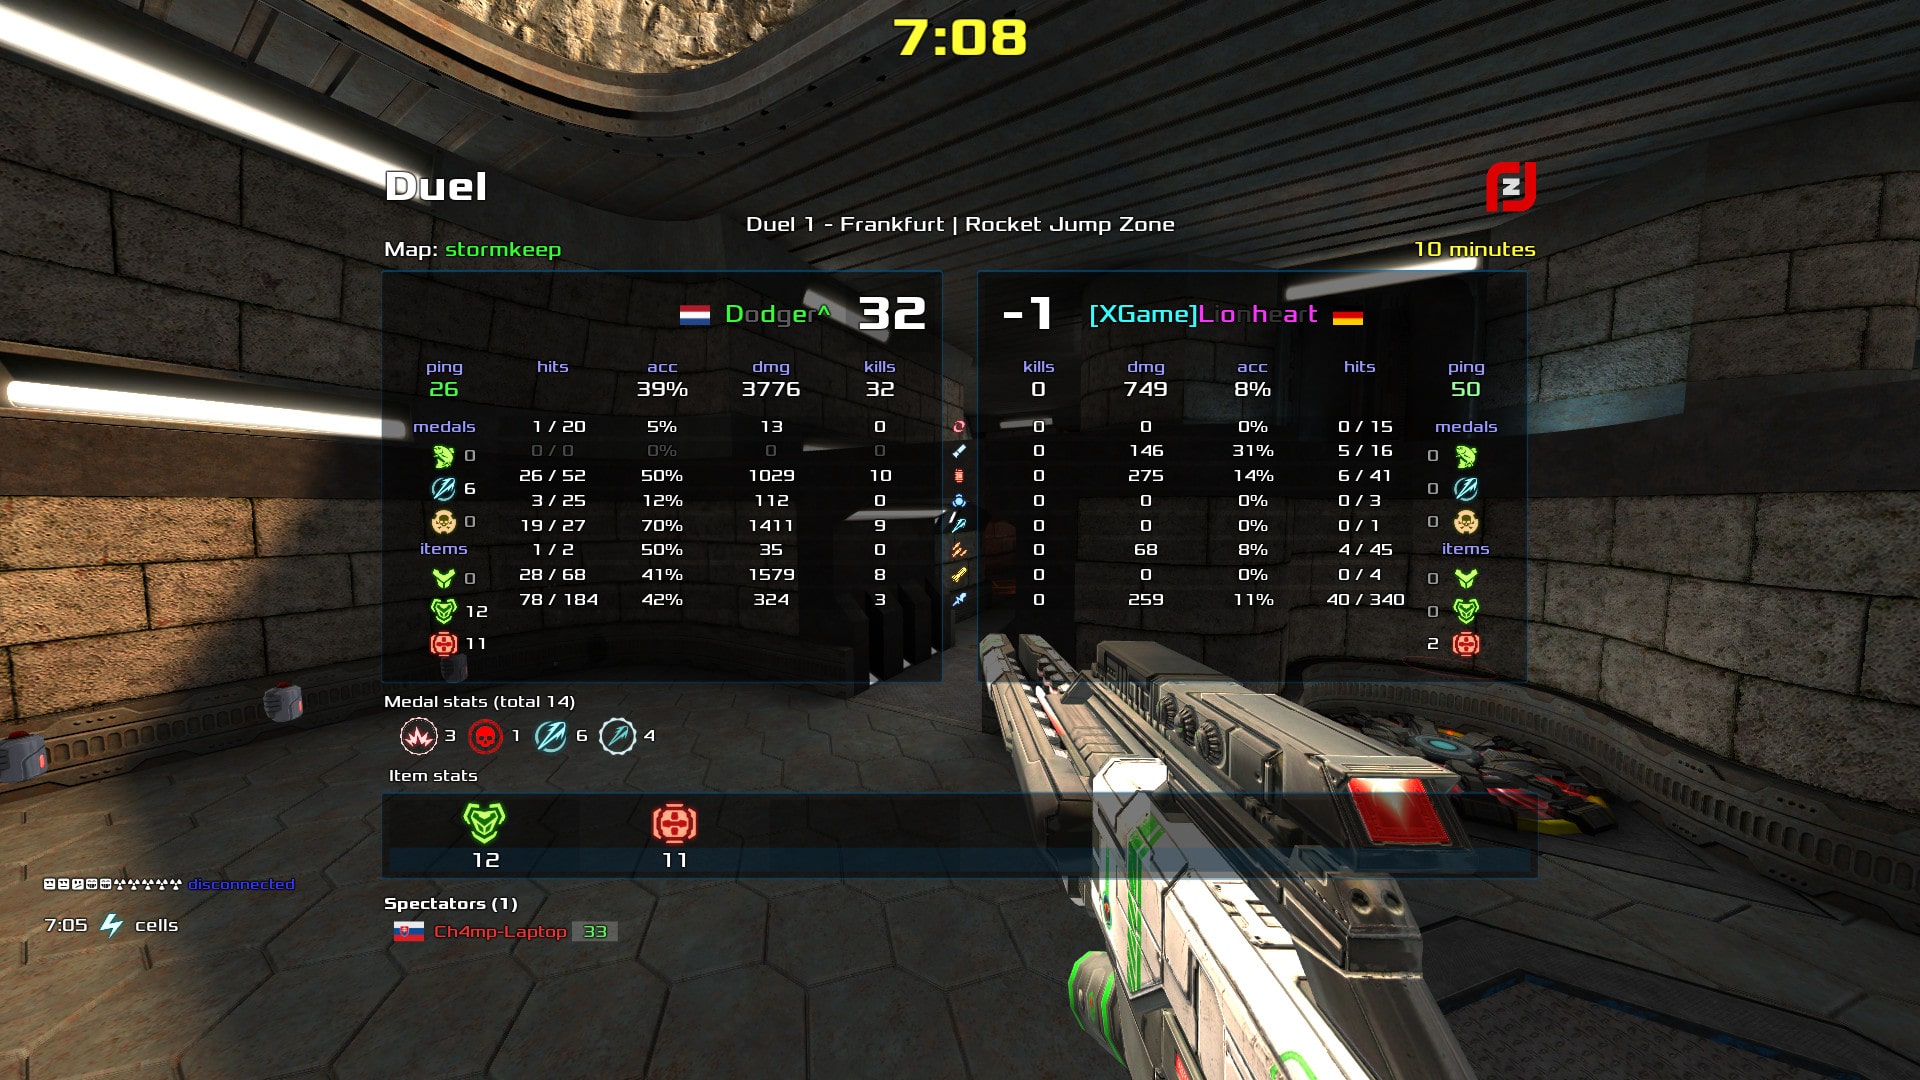 7:08
Duel
Z
Duel 1 - Frankfurt | Rocket Jump Zone
Map: stormkeep
10 minutes
Dodger^ 32
-1 [XGame]Lionheart
ping hits acc dmg kills
26 39% 3776 32
medals 1 / 20 5% 13 0
0 / 0 0% 0 0
0
26 / 52 50% 1029 10
6
3 / 25 12% 112 0
0 19 / 27 70% 1411 9
items 1 / 2 50% 35 0
0 28 / 68 41% 1579 8
78 / 184 42% 324 3
12
11
kills dmg acc hits ping
0 749 8% 50
0 0 0% 0 / 15 medals
0 146 31% 5 / 16 0
0 275 14% 6 / 41
0
0 0 0% 0 / 3
0 0 0% 0 / 1 0
0 68 8% 4 / 45 items
0 0 0% 0 / 4 0
0 259 11% 40 / 340
0
2
Medal stats (total 14)
3 1 6 4
Item stats
12 11
disconnected
7:05 cells
Spectators (1)
Ch4mp-Laptop 33